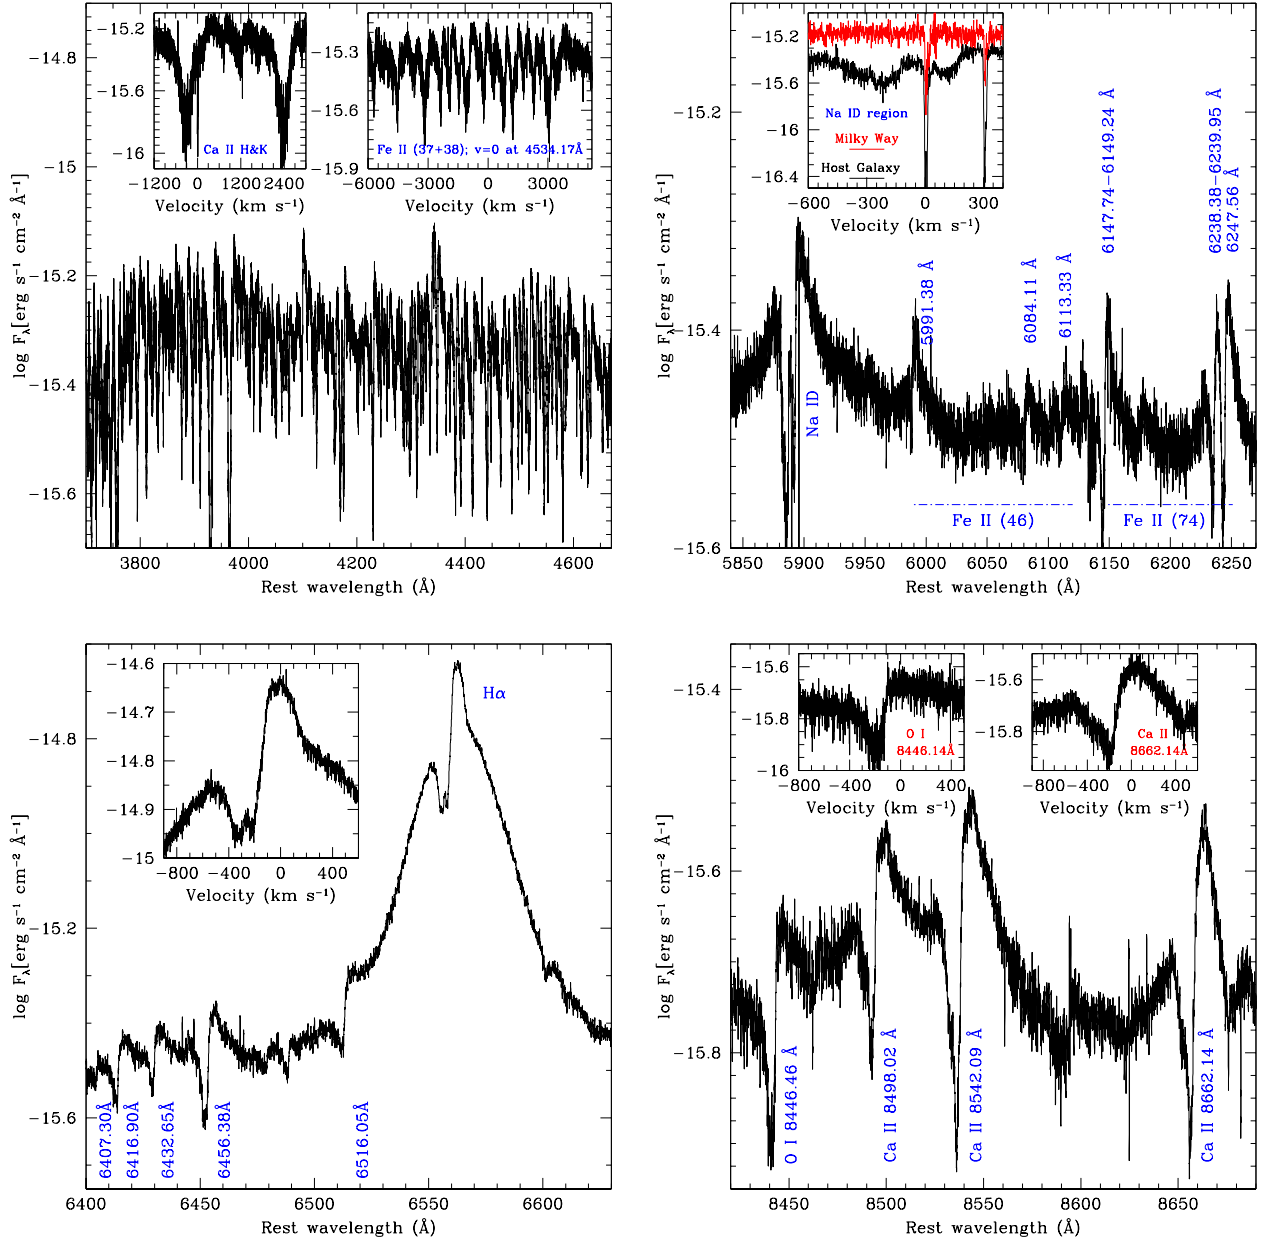 −15.2
−15.6
−16
Ca II H&K
−1200 0 1200 2400
Velocity (km s⁻¹)
−15.3
−15.6
−15.9
Fe II (37+38); v=0 at 4534.17Å
−6000 −3000 0 3000
Velocity (km s⁻¹)
−14.8
−15
−15.2
−15.4
−15.6
log Fλ[erg s⁻¹ cm⁻² Å⁻¹]
3800 4000 4200 4400 4600
Rest wavelength (Å)
−15.2
−15.6
−16
−16.4
Na ID region
Milky Way
Host Galaxy
−600 −300 0 300
Velocity (km s⁻¹)
−15.2
−15.4
−15.6
log Fλ[erg s⁻¹ cm⁻² Å⁻¹]
Na ID
5991.38 Å
6084.11 Å
6113.33 Å
6147.74−6149.24 Å
6238.38−6239.95 Å
6247.56 Å
Fe II (46)
Fe II (74)
5850 5900 5950 6000 6050 6100 6150 6200 6250
Rest wavelength (Å)
−14.6
−14.7
−14.8
−14.9
−15
−800 −400 0 400
Velocity (km s⁻¹)
Hα
−14.8
−15.2
−15.6
log Fλ[erg s⁻¹ cm⁻² Å⁻¹]
6407.30Å
6416.90Å
6432.65Å
6456.38Å
6516.05Å
6400 6450 6500 6550 6600
Rest wavelength (Å)
−15.6
−15.8
−16
O I
8446.14Å
−800 −400 0 400
Velocity (km s⁻¹)
−15.6
−15.8
Ca II
8662.14Å
−800 −400 0 400
Velocity (km s⁻¹)
−15.4
−15.6
−15.8
log Fλ[erg s⁻¹ cm⁻² Å⁻¹]
O I 8446.46 Å
Ca II 8498.02 Å
Ca II 8542.09 Å
Ca II 8662.14 Å
8450 8500 8550 8600 8650
Rest wavelength (Å)